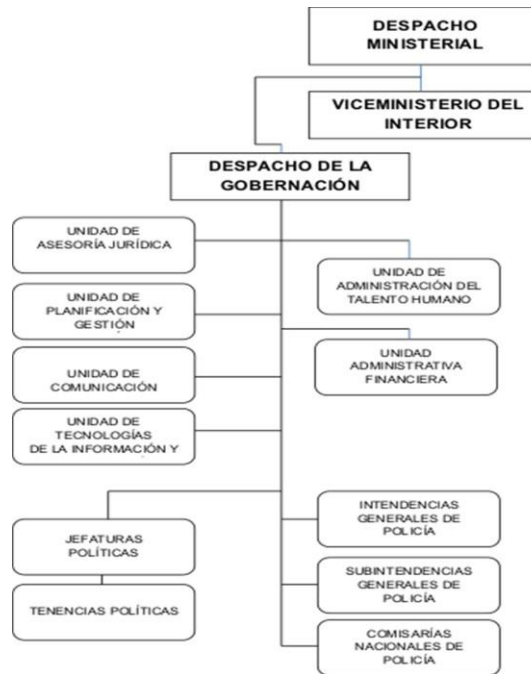 DESPACHO
MINISTERIAL
VICEMINISTERIO DEL
INTERIOR
DESPACHO DE LA
GOBERNACIÓN
UNIDAD DE
ASESORÍA JURÍDICA
UNIDAD DE
PLANIFICACIÓN Y
GESTIÓN
UNIDAD DE
COMUNICACIÓN
UNIDAD DE
TECNOLOGÍAS
DE LA INFORMACIÓN Y
UNIDAD DE
ADMINISTRACIÓN DEL
TALENTO HUMANO
UNIDAD
ADMINISTRATIVA
FINANCIERA
JEFATURAS
POLÍTICAS
TENENCIAS POLÍTICAS
INTENDENCIAS
GENERALES DE
POLICÍA
SUBINTENDENCIAS
GENERALES DE
POLICÍA
COMISARÍAS
NACIONALES DE
POLICÍA